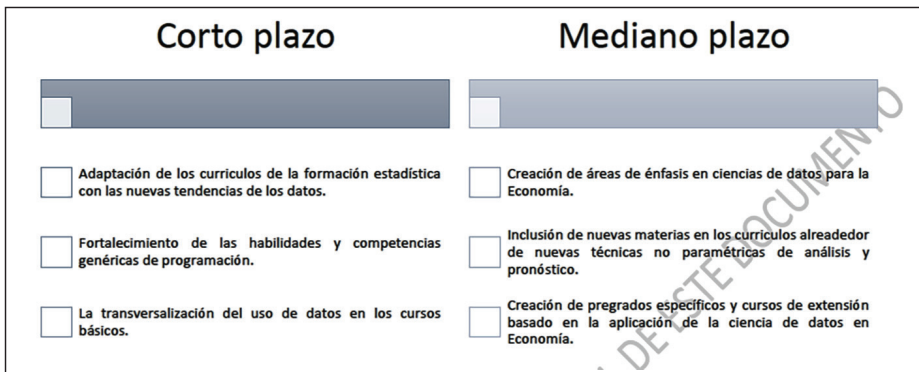 Corto plazo
Adaptación de los curriculos de la formación estadística
con las nuevas tendencias de los datos.
Fortalecimiento de las habilidades y competencias
genéricas de programación.
La transversalización del uso de datos en los cursos
básicos.
Mediano plazo
Creación de áreas de énfasis en ciencias de datos para la
Economía.
Inclusión de nuevas materias en los curriculos alreadedor
de nuevas técnicas no paramétricas de análisis y
pronóstico.
Creación de pregrados específicos y cursos de extensión
basado en la aplicación de la ciencia de datos en
Economía.
DE ESTE DOCUMENTO